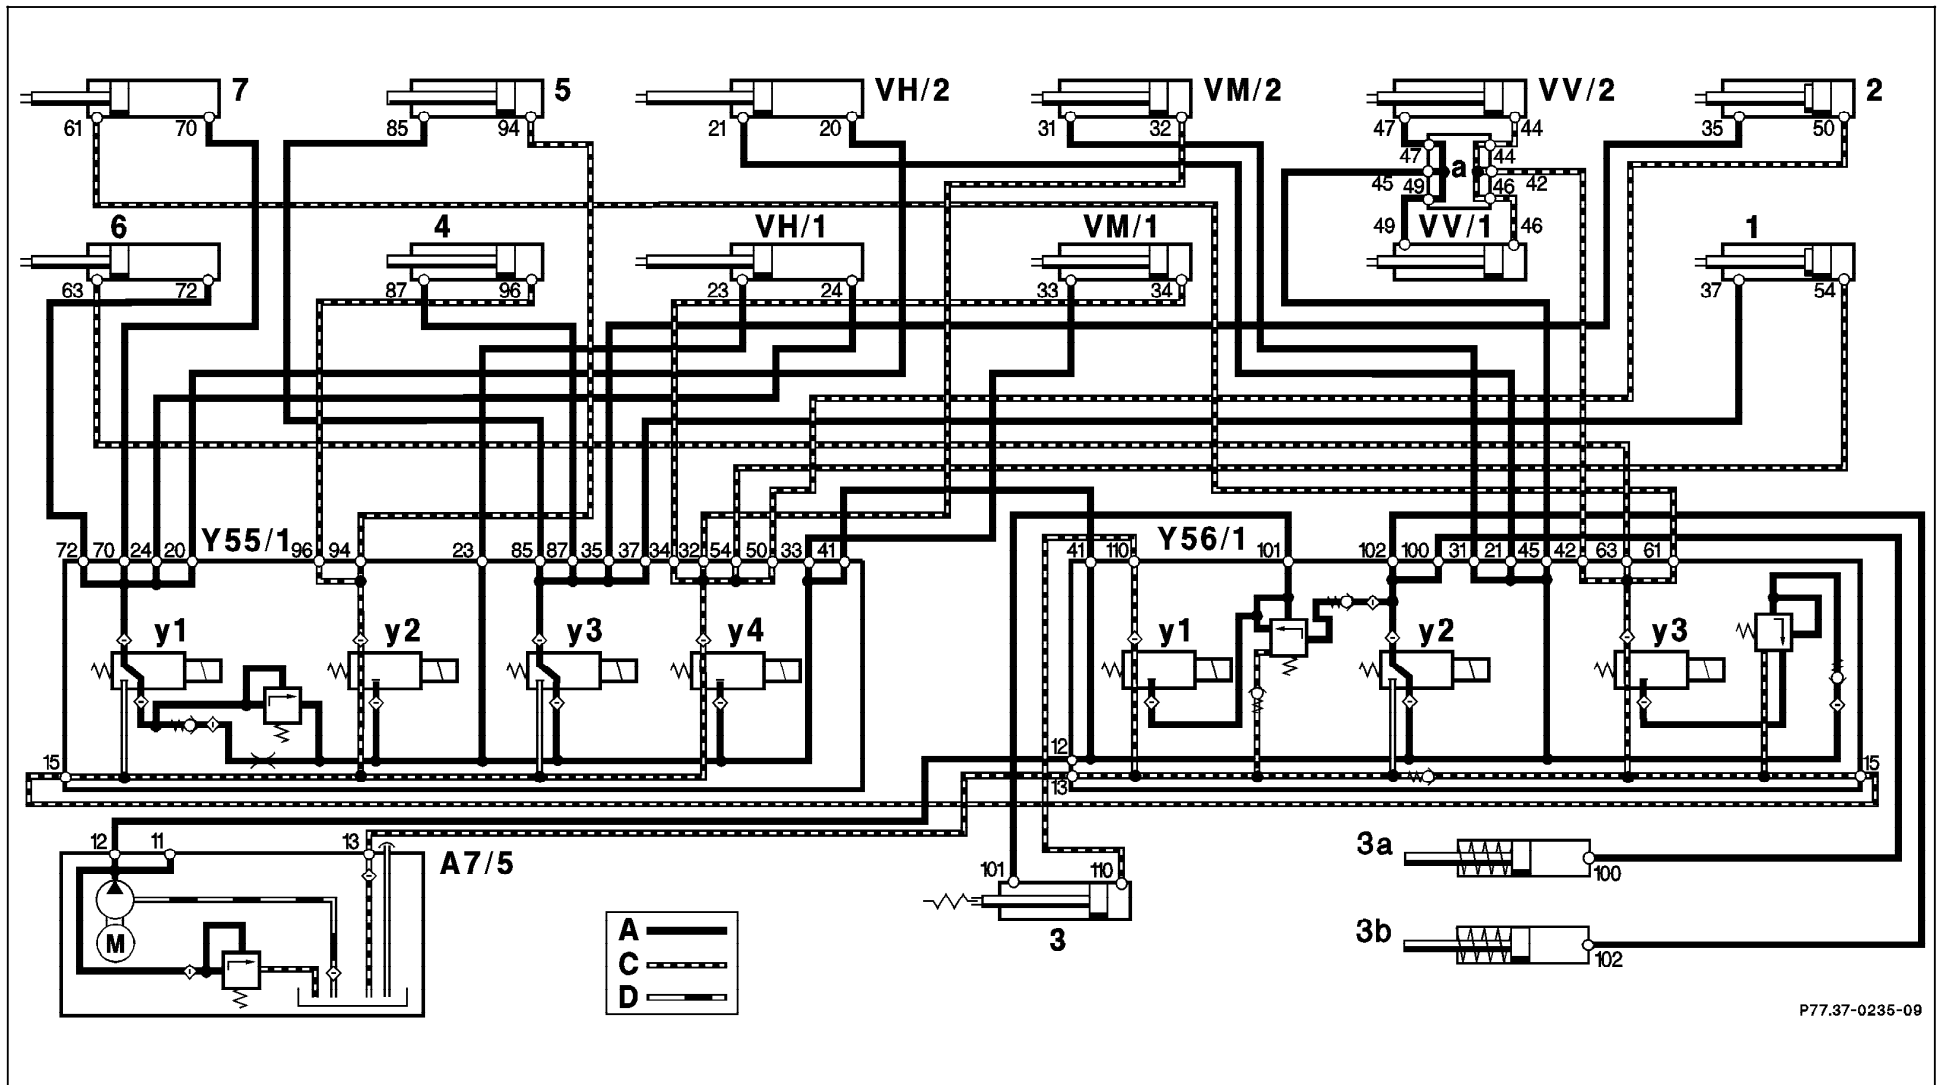 7 5 VH/2 VM/2 VV/2 2
61 70 85 94 21 20 31 32 47 44 35 50
47 a 44
45 49 46 42
49 VV/1 46
6 4 VH/1 VM/1 1
63 72 87 96 23 24 33 34 37 54
72 70 24 20 Y55/1 96 94 23 85 87 35 37 34 32 54 50 33 41
41 110 Y56/1 101 102 100 31 21 45 42 63 61
y1 y2 y3 y4 y1 y2 y3
15 12 13 15
12 11 13 A7/5
M
101 110
3
3a 100
3b 102
A
C
D
P77.37-0235-09